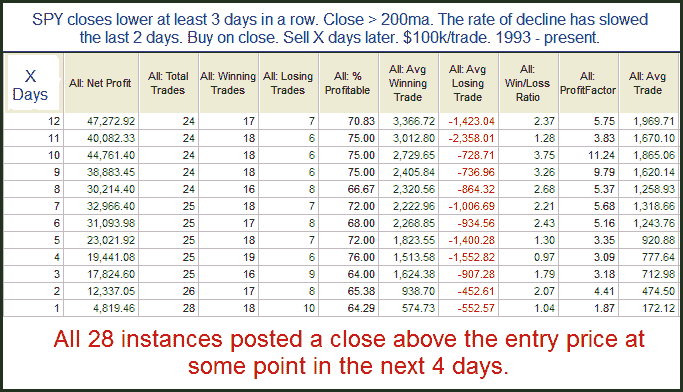 SPY closes lower at least 3 days in a row. Close > 200ma. The rate of decline has slowed
the last 2 days. Buy on close. Sell X days later. $100k/trade. 1993 - present.
X Days All: Net Profit All: Total Trades All: Winning Trades All: Losing Trades All: % Profitable All: Avg Winning Trade All: Avg Losing Trade All: Win/Loss Ratio All: ProfitFactor All: Avg Trade
12 47,272.92 24 17 7 70.83 3,366.72 -1,423.04 2.37 5.75 1,969.71
11 40,082.33 24 18 6 75.00 3,012.80 -2,358.01 1.28 3.83 1,670.10
10 44,761.40 24 18 6 75.00 2,729.65 -728.71 3.75 11.24 1,865.06
9 38,883.45 24 18 6 75.00 2,405.84 -736.96 3.26 9.79 1,620.14
8 30,214.40 24 16 8 66.67 2,320.56 -864.32 2.68 5.37 1,258.93
7 32,966.40 25 18 7 72.00 2,222.96 -1,006.69 2.21 5.68 1,318.66
6 31,093.98 25 17 8 68.00 2,268.85 -934.56 2.43 5.16 1,243.76
5 23,021.92 25 18 7 72.00 1,823.55 -1,400.28 1.30 3.35 920.88
4 19,441.08 25 19 6 76.00 1,513.58 -1,552.82 0.97 3.09 777.64
3 17,824.60 25 16 9 64.00 1,624.38 -907.28 1.79 3.18 712.98
2 12,337.05 26 17 8 65.38 938.70 -452.61 2.07 4.41 474.50
1 4,819.46 28 18 10 64.29 574.73 -552.57 1.04 1.87 172.12
All 28 instances posted a close above the entry price at
some point in the next 4 days.